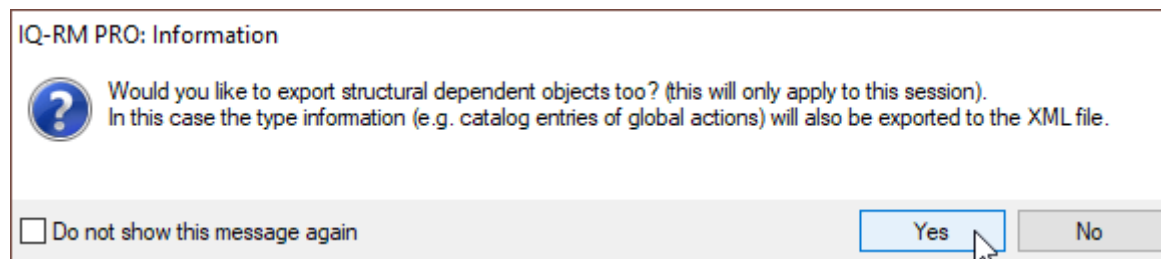 IQ-RM PRO: Information
Would you like to export structural dependent objects too? (this will only apply to this session).
In this case the type information (e.g. catalog entries of global actions) will also be exported to the XML file.
Do not show this message again
Yes
No